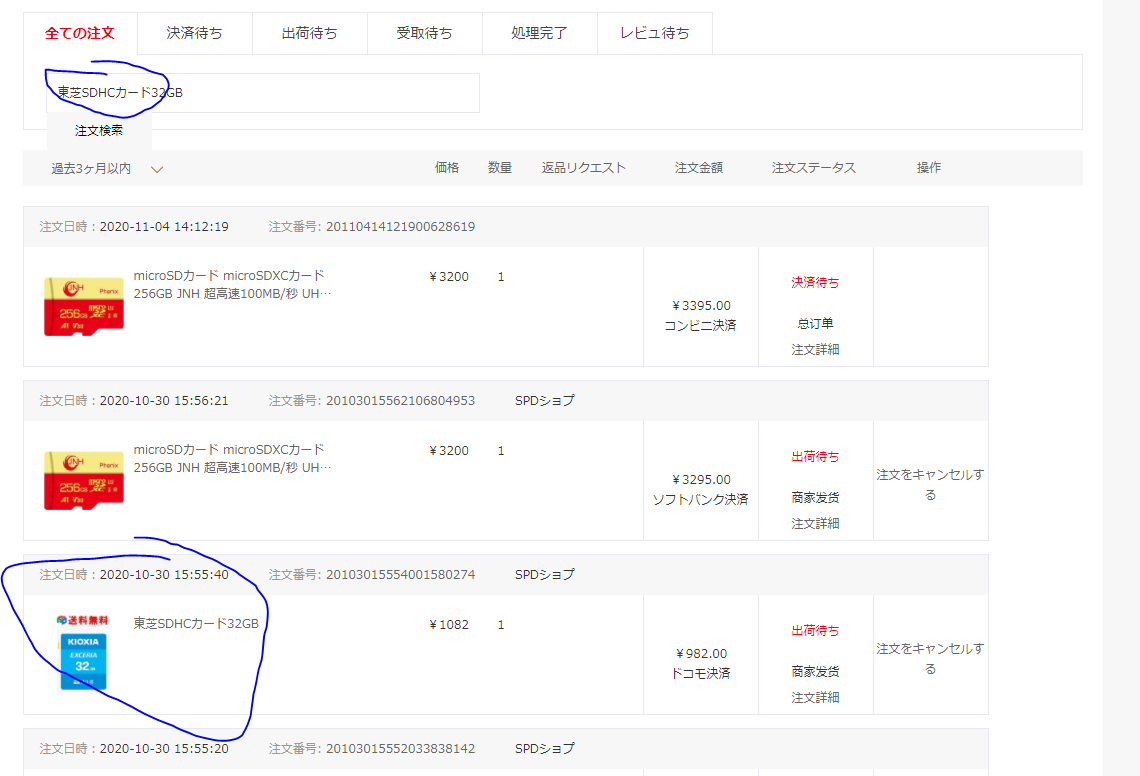 全ての注文 決済待ち 出荷待ち 受取待ち 処理完了 レビュ待ち
東芝SDHCカード32GB
注文検索
過去3ヶ月以内 価格 数量 返品リクエスト 注文金額 注文ステータス 操作
注文日時：2020-11-04 14:12:19 注文番号: 20110414121900628619
microSDカード microSDXCカード
256GB JNH 超高速100MB/秒 UH…
￥3200 1
￥3395.00
コンビニ決済
決済待ち
总订单
注文詳細
JNH Phenix
256GB
A1 V30
注文日時：2020-10-30 15:56:21 注文番号: 20103015562106804953 SPDショプ
microSDカード microSDXCカード
256GB JNH 超高速100MB/秒 UH…
￥3200 1
￥3295.00
ソフトバンク決済
出荷待ち
商家发货
注文詳細
注文をキャンセルす
る
JNH Phenix
256GB
A1 V30
注文日時：2020-10-30 15:55:40 注文番号: 20103015554001580274 SPDショプ
送料無料
KIOXIA
EXCERIA
32
東芝SDHCカード32GB
￥1082 1
￥982.00
ドコモ決済
出荷待ち
商家发货
注文詳細
注文をキャンセルす
る
注文日時：2020-10-30 15:55:20 注文番号: 20103015552033838142 SPDショプ